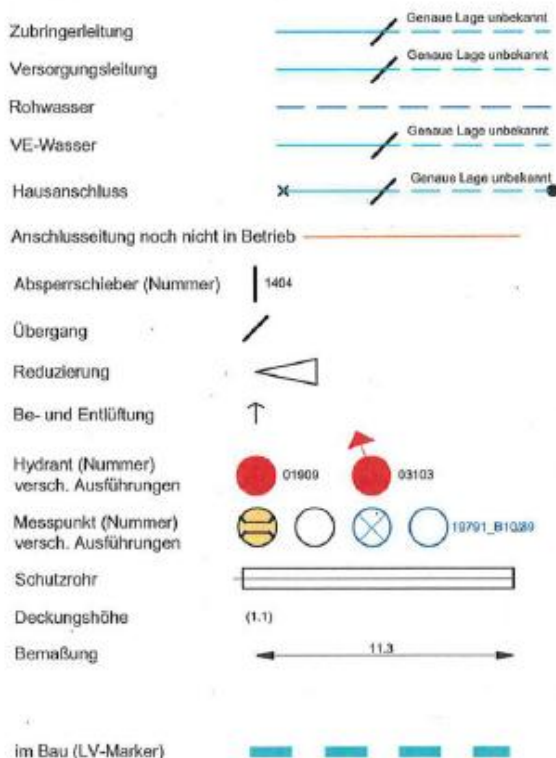 Zubringerleitung Genaue Lage unbekannt
Versorgungsleitung Genaue Lage unbekannt
Rohwasser
VE-Wasser Genaue Lage unbekannt
Hausanschluss Genaue Lage unbekannt
Anschlusseitung noch nicht in Betrieb
Absperrschieber (Nummer) 1404
Übergang
Reduzierung
Be- und Entlüftung
Hydrant (Nummer) 01909 03103
versch. Ausführungen
Messpunkt (Nummer) 19791_B10/89
versch. Ausführungen
Schutzrohr
Deckungshöhe (1.1)
Bemaßung 11.3
im Bau (LV-Marker)